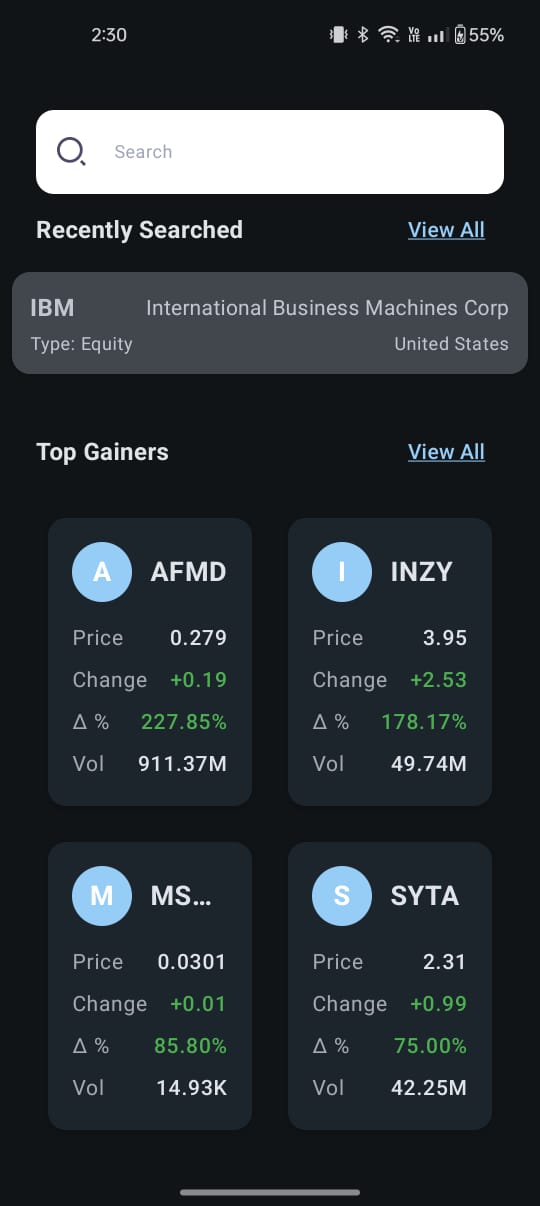 2:30 Vo LTE 55%
Search
Recently Searched View All
IBM International Business Machines Corp
Type: Equity United States
Top Gainers View All
A AFMD
Price 0.279
Change +0.19
Δ % 227.85%
Vol 911.37M
I INZY
Price 3.95
Change +2.53
Δ % 178.17%
Vol 49.74M
M MS...
Price 0.0301
Change +0.01
Δ % 85.80%
Vol 14.93K
S SYTA
Price 2.31
Change +0.99
Δ % 75.00%
Vol 42.25M